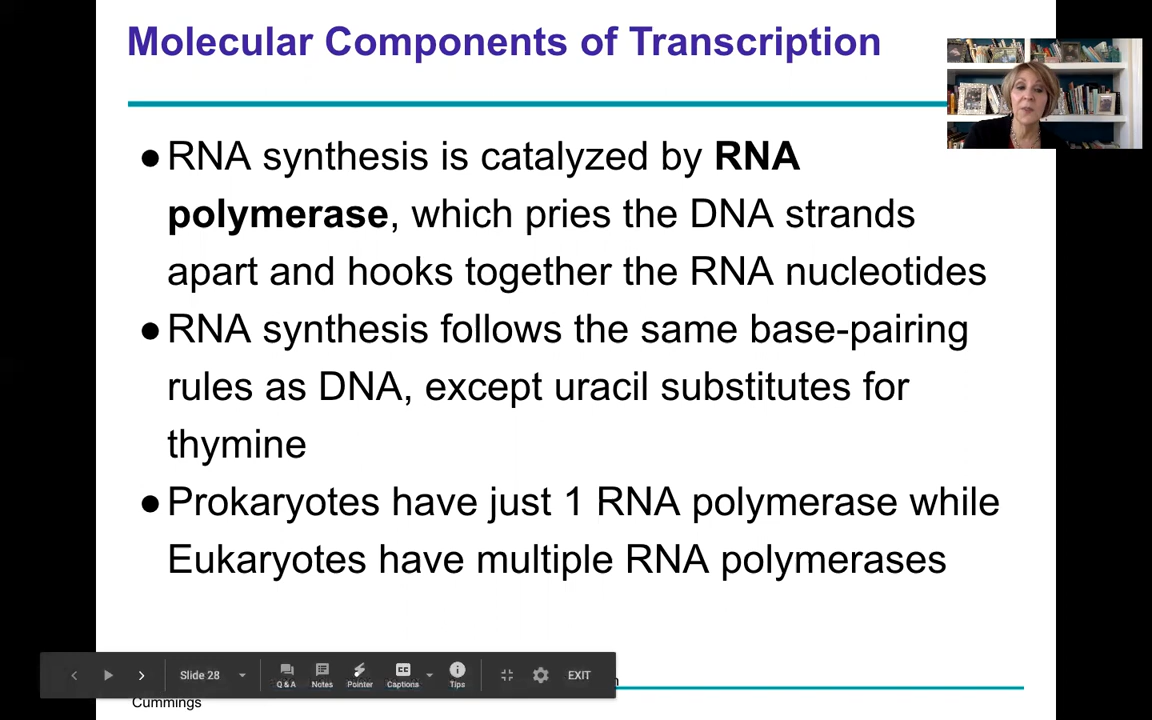 Molecular Components of Transcription
●RNA synthesis is catalyzed by RNA
polymerase, which pries the DNA strands
apart and hooks together the RNA nucleotides
●RNA synthesis follows the same base-pairing
rules as DNA, except uracil substitutes for
thymine
●Prokaryotes have just 1 RNA polymerase while
Eukaryotes have multiple RNA polymerases
Slide 28 Q & A Notes Pointer CC Captions Tips EXIT
Cummings